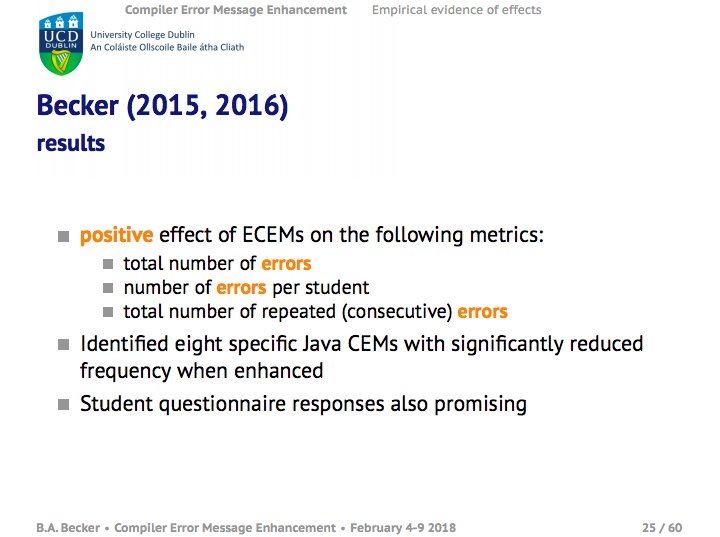 Compiler Error Message Enhancement Empirical evidence of effects
UCD
DUBLIN
University College Dublin
An Coláiste Ollscoile Baile átha Cliath
Becker (2015, 2016)
results
positive effect of ECEMs on the following metrics:
total number of errors
number of errors per student
total number of repeated (consecutive) errors
Identified eight specific Java CEMs with significantly reduced
frequency when enhanced
Student questionnaire responses also promising
B.A. Becker • Compiler Error Message Enhancement • February 4-9 2018 25 / 60